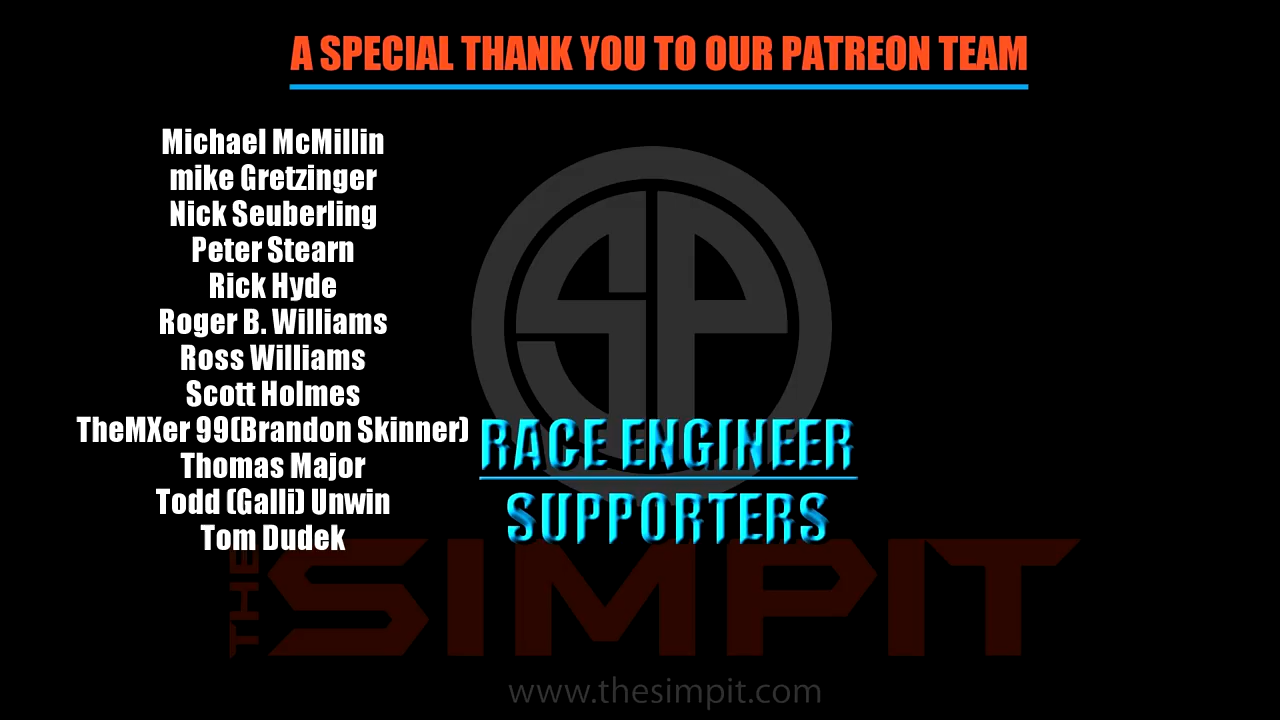 A SPECIAL THANK YOU TO OUR PATREON TEAM
Michael McMillin
mike Gretzinger
Nick Seuberling
Peter Stearn
Rick Hyde
Roger B. Williams
Ross Williams
Scott Holmes
TheMXer 99(Brandon Skinner)
Thomas Major
Todd (Galli) Unwin
Tom Dudek
SP
RACE ENGINEER
SUPPORTERS
THE SIMPIT
www.thesimpit.com